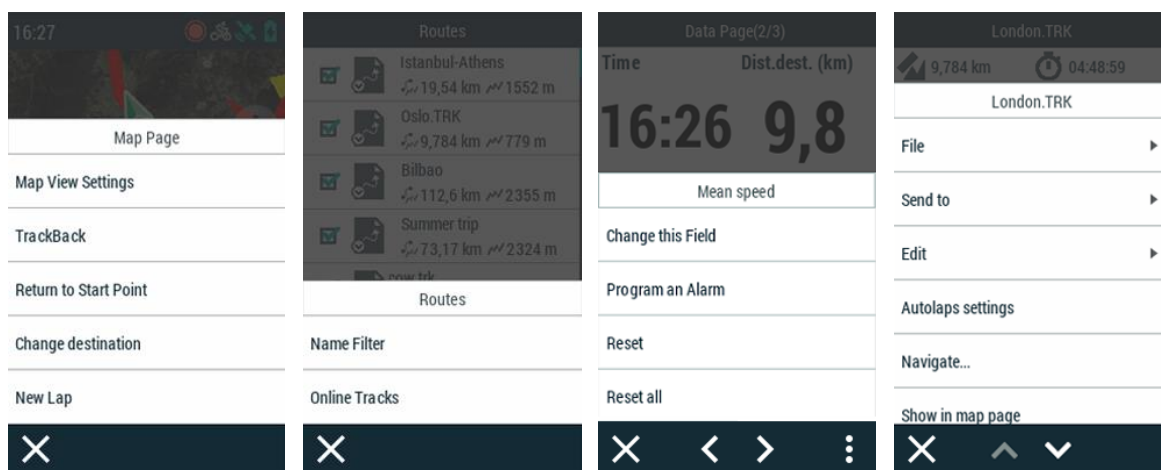 16:27
Map Page
Map View Settings
TrackBack
Return to Start Point
Change destination
New Lap
Routes
Istanbul-Athens
19,54 km 1552 m
Oslo.TRK
9,784 km 779 m
Bilbao
112,6 km 2355 m
Summer trip
73,17 km 2324 m
cow.trk
Routes
Name Filter
Online Tracks
Data Page(2/3)
Time Dist.dest. (km)
16:26 9,8
Mean speed
Change this Field
Program an Alarm
Reset
Reset all
London.TRK
9,784 km 04:48:59
London.TRK
File
Send to
Edit
Autolaps settings
Navigate...
Show in map page